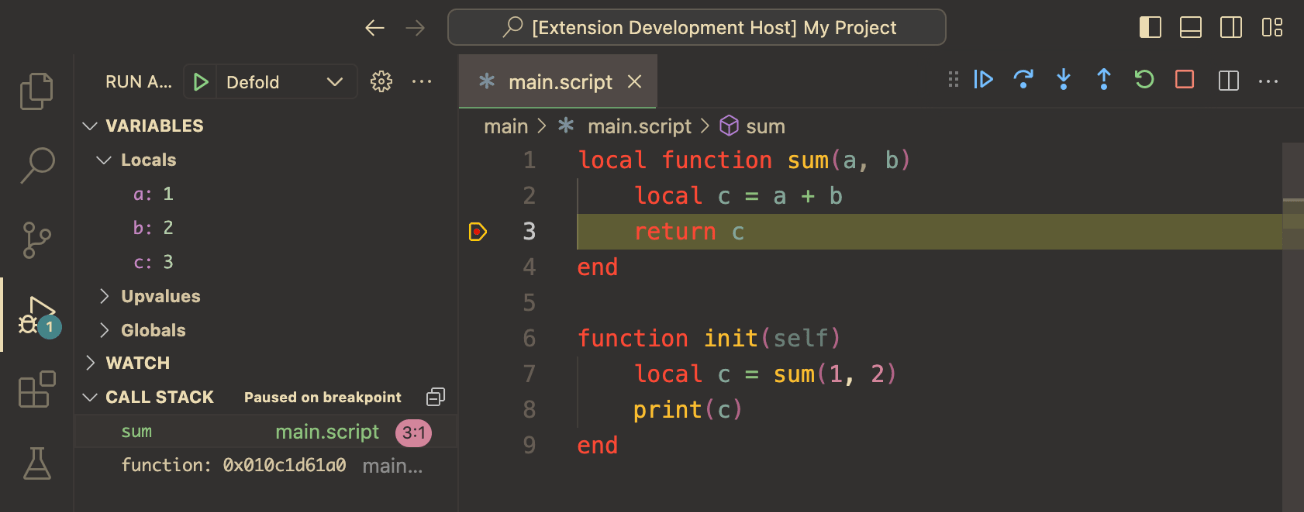 [Extension Development Host] My Project
RUN A... Defold
VARIABLES
Locals
a: 1
b: 2
c: 3
Upvalues
Globals
WATCH
CALL STACK Paused on breakpoint
sum main.script 3:1
function: 0x010c1d61a0 main...
1
main.script
main > main.script > sum
1 local function sum(a, b)
2 local c = a + b
3 return c
4 end
5
6 function init(self)
7 local c = sum(1, 2)
8 print(c)
9 end